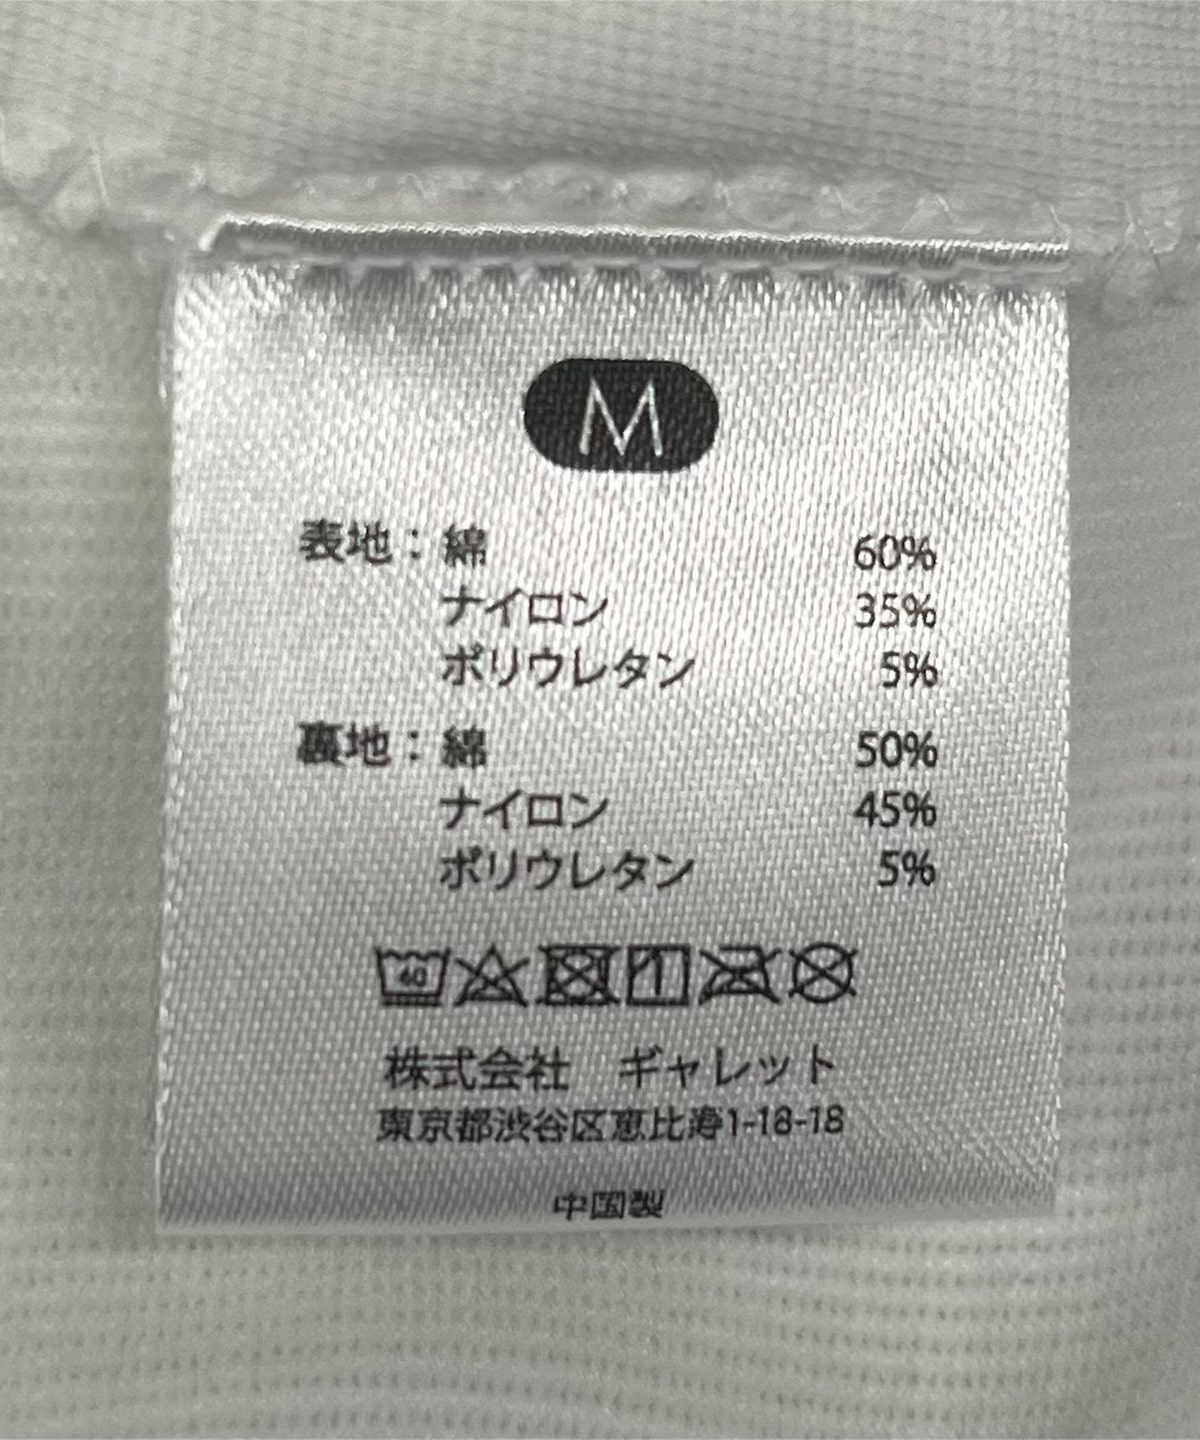 M
表地：綿 60%
ナイロン 35%
ポリウレタン 5%
裏地：綿 50%
ナイロン 45%
ポリウレタン 5%
40
株式会社　ギャレット
東京都渋谷区恵比寿1-18-18
中国製